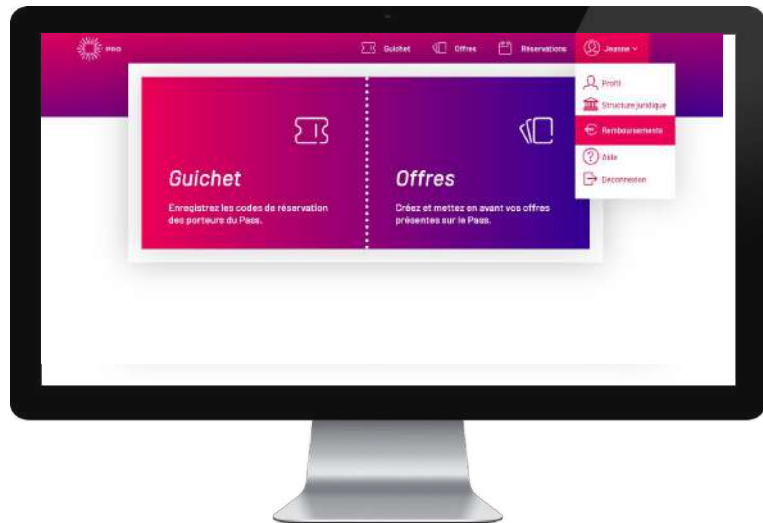 PRO
Guichet
Offres
Réservations
Jeanne
Profil
Structure juridique
Remboursements
Aide
Déconnexion
Guichet
Enregistrez les codes de réservation
des porteurs du Pass.
Offres
Créez et mettez en avant vos offres
présentes sur le Pass.